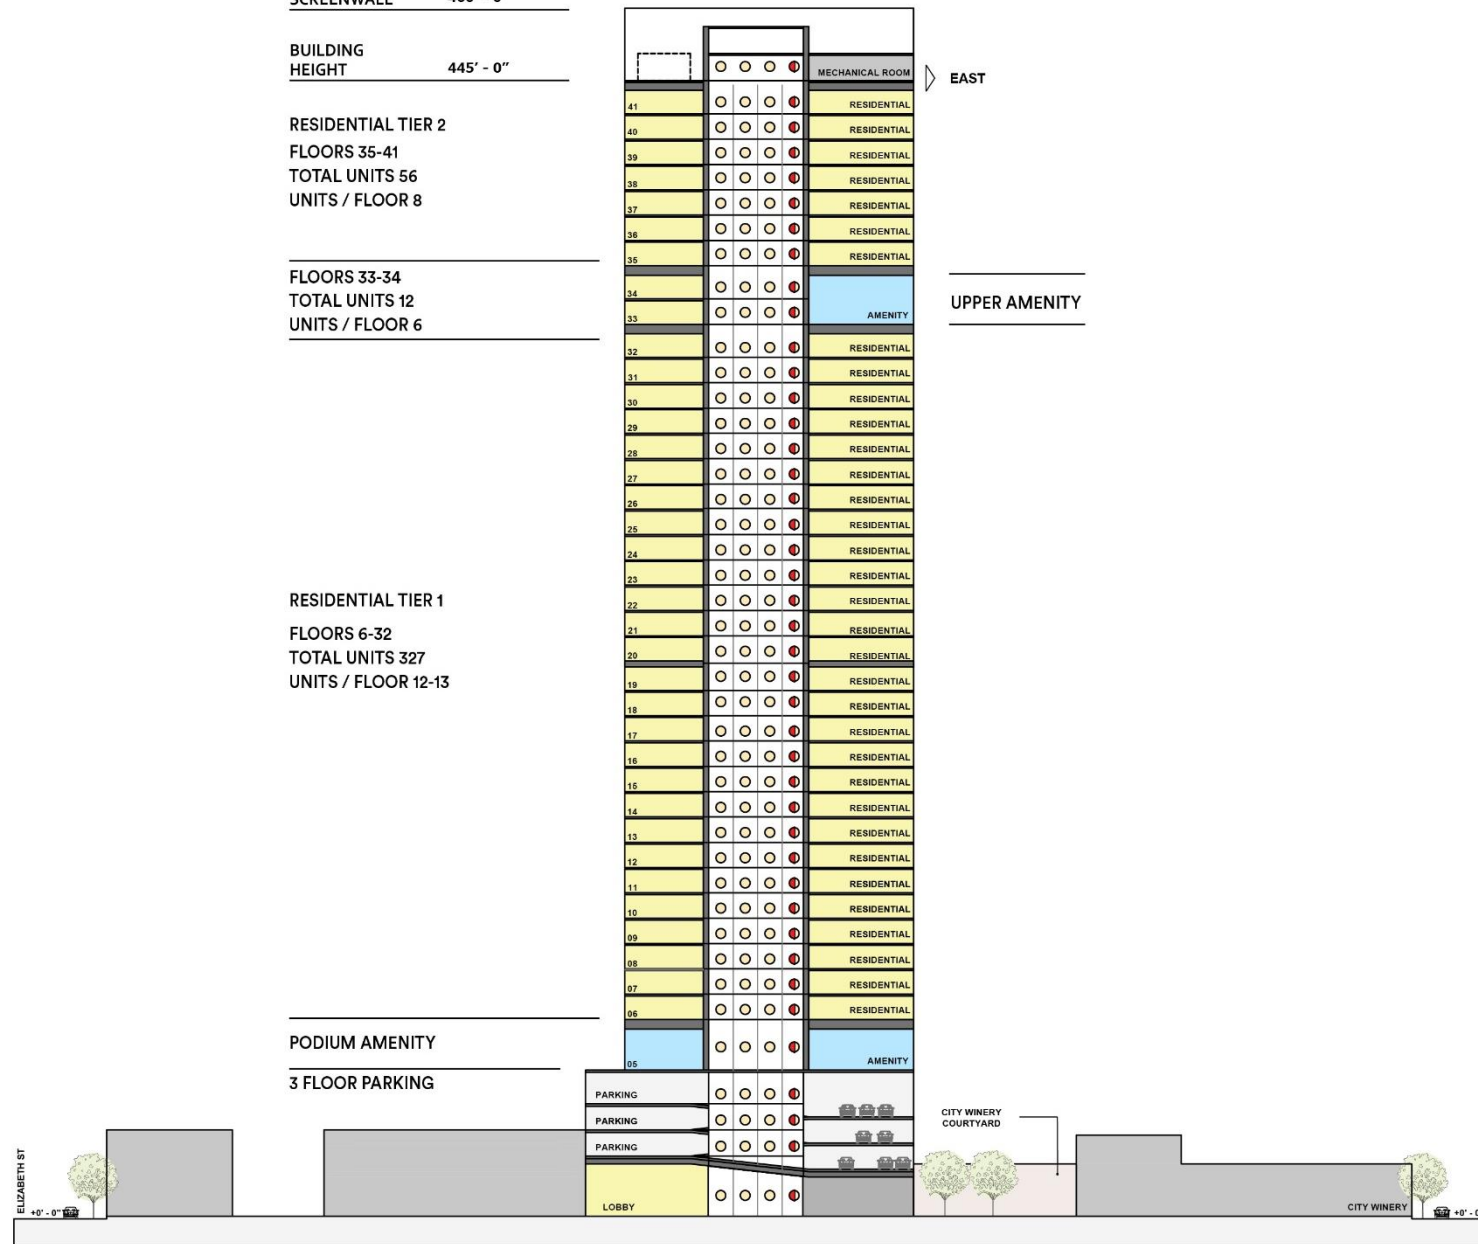 SCREENWALL
BUILDING
HEIGHT 445' - 0"
MECHANICAL ROOM
EAST
41 RESIDENTIAL
RESIDENTIAL TIER 2
40 RESIDENTIAL
FLOORS 35-41
39 RESIDENTIAL
TOTAL UNITS 56
38 RESIDENTIAL
UNITS / FLOOR 8
37 RESIDENTIAL
36 RESIDENTIAL
35 RESIDENTIAL
FLOORS 33-34
34
TOTAL UNITS 12
UPPER AMENITY
33 AMENITY
UNITS / FLOOR 6
32 RESIDENTIAL
31 RESIDENTIAL
30 RESIDENTIAL
29 RESIDENTIAL
28 RESIDENTIAL
27 RESIDENTIAL
26 RESIDENTIAL
25 RESIDENTIAL
24 RESIDENTIAL
23 RESIDENTIAL
RESIDENTIAL TIER 1
22 RESIDENTIAL
FLOORS 6-32
21 RESIDENTIAL
TOTAL UNITS 327
20 RESIDENTIAL
UNITS / FLOOR 12-13
19 RESIDENTIAL
18 RESIDENTIAL
17 RESIDENTIAL
16 RESIDENTIAL
15 RESIDENTIAL
14 RESIDENTIAL
13 RESIDENTIAL
12 RESIDENTIAL
11 RESIDENTIAL
10 RESIDENTIAL
09 RESIDENTIAL
08 RESIDENTIAL
07 RESIDENTIAL
06 RESIDENTIAL
PODIUM AMENITY
05 AMENITY
3 FLOOR PARKING
PARKING
PARKING
PARKING
CITY WINERY
COURTYARD
ELIZABETH ST
+0' - 0"
LOBBY
CITY WINERY
+0' - 0